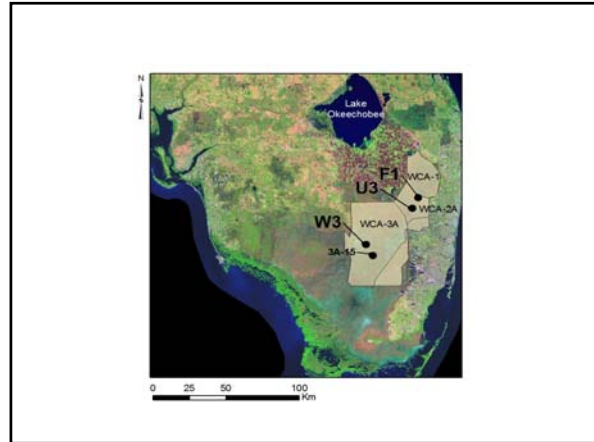 N
Lake
Okeechobee
F1
WCA-1
U3
WCA-2A
W3
WCA-3A
3A-15
0 25 50 100
Km